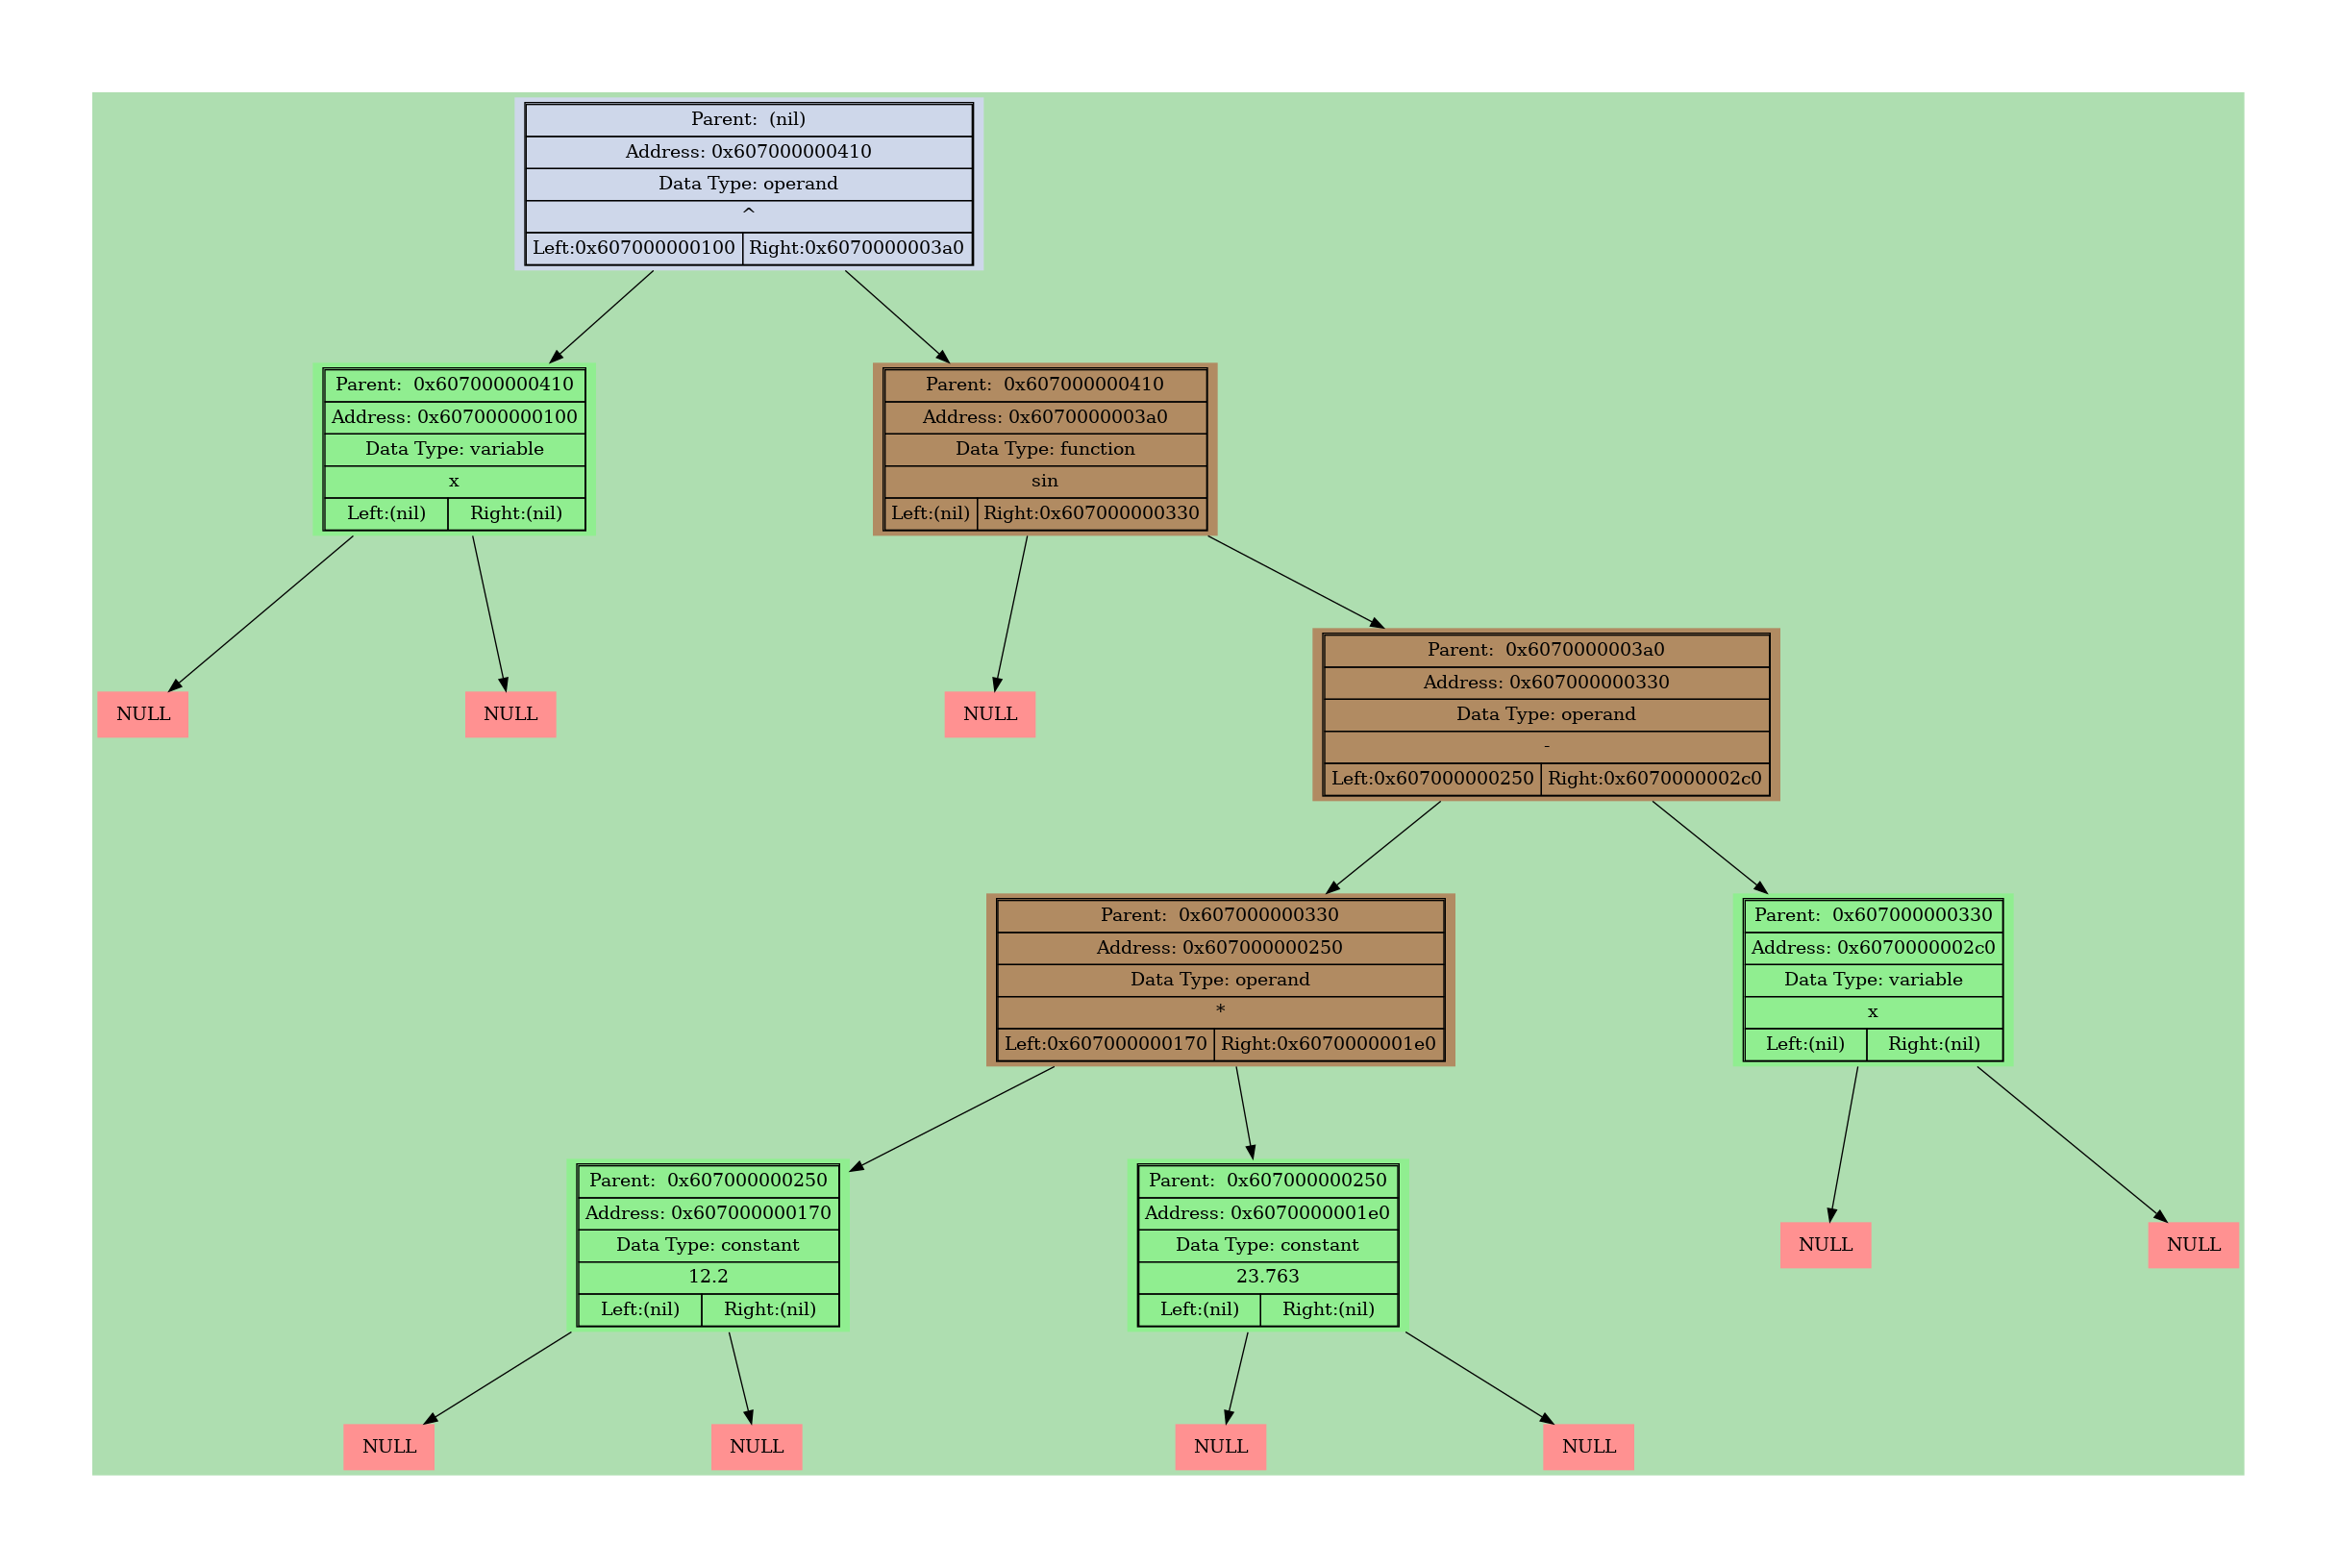 Parent:  (nil)
Address: 0x607000000410
Data Type: operand
^
Left:0x607000000100 Right:0x6070000003a0
Parent:  0x607000000410
Address: 0x607000000100
Data Type: variable
x
Left:(nil) Right:(nil)
Parent:  0x607000000410
Address: 0x6070000003a0
Data Type: function
sin
Left:(nil) Right:0x607000000330
NULL
NULL
NULL
Parent:  0x6070000003a0
Address: 0x607000000330
Data Type: operand
-
Left:0x607000000250 Right:0x6070000002c0
Parent:  0x607000000330
Address: 0x607000000250
Data Type: operand
*
Left:0x607000000170 Right:0x6070000001e0
Parent:  0x607000000330
Address: 0x6070000002c0
Data Type: variable
x
Left:(nil) Right:(nil)
Parent:  0x607000000250
Address: 0x607000000170
Data Type: constant
12.2
Left:(nil) Right:(nil)
Parent:  0x607000000250
Address: 0x6070000001e0
Data Type: constant
23.763
Left:(nil) Right:(nil)
NULL
NULL
NULL
NULL
NULL
NULL